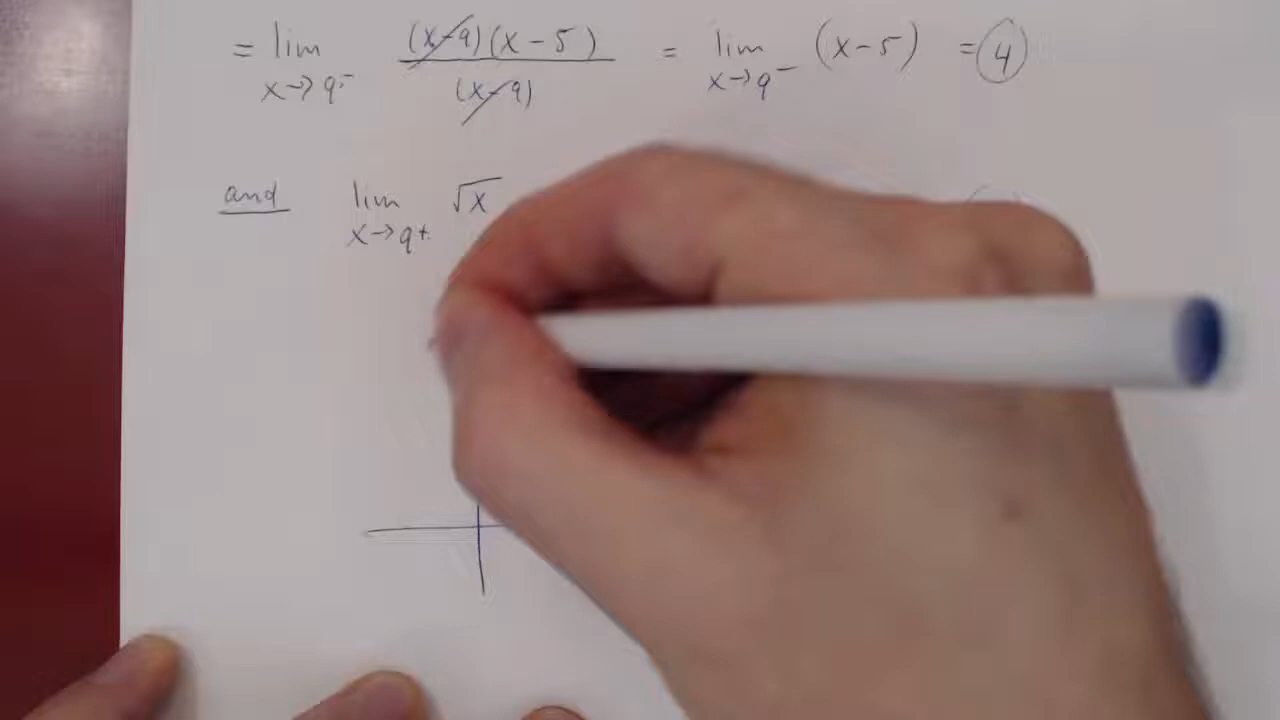 = lim x→9⁻ (x-9)(x-5) / (x-9) = lim x→9⁻ (x-5) = 4
and lim x→9+ √x